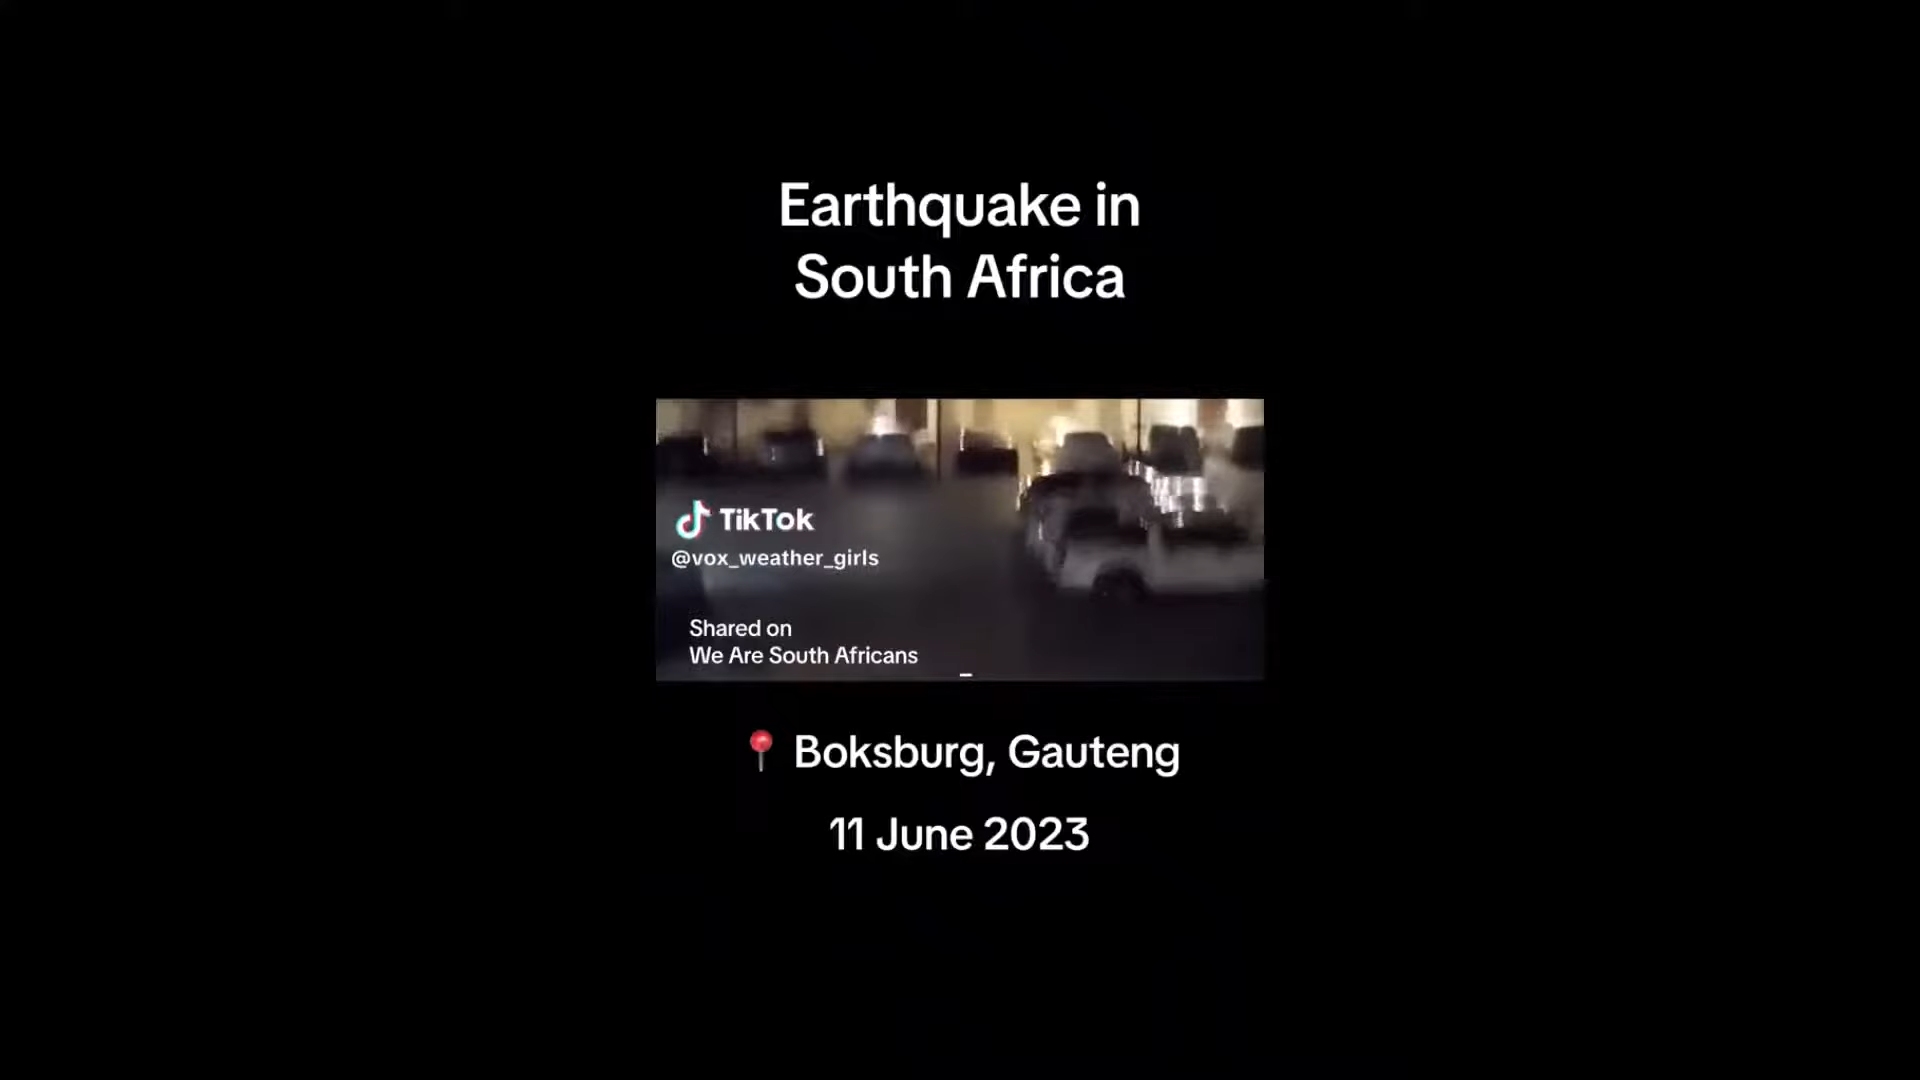 Earthquake in
South Africa
TikTok
@vox_weather_girls
Shared on
We Are South Africans
Boksburg, Gauteng
11 June 2023